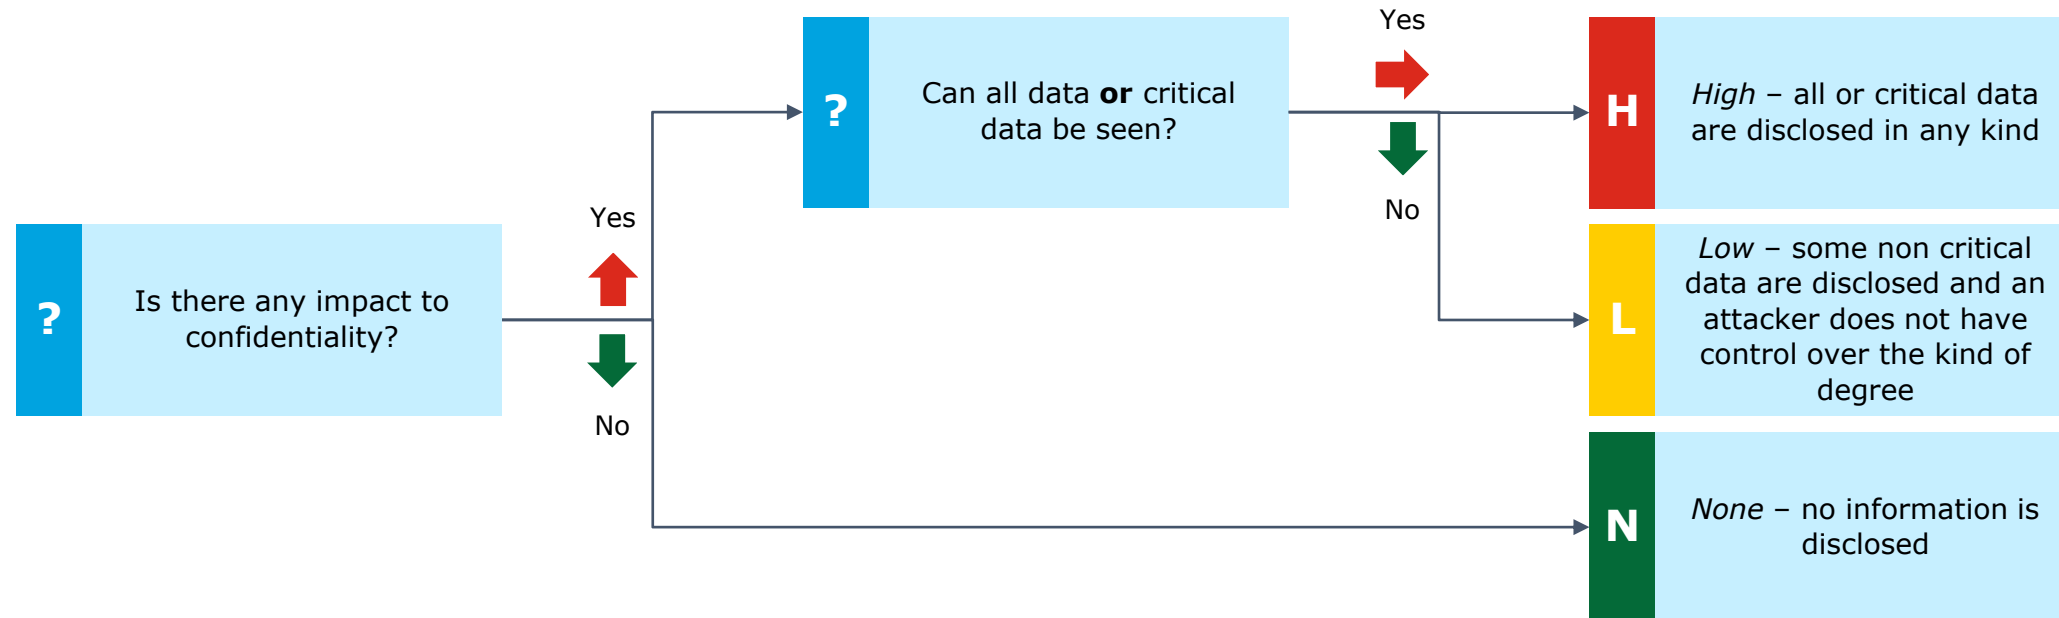 ?
Is there any impact to
confidentiality?
Yes
No
?
Can all data or critical
data be seen?
Yes
No
H
High – all or critical data
are disclosed in any kind
L
Low – some non critical
data are disclosed and an
attacker does not have
control over the kind of
degree
N
None – no information is
disclosed